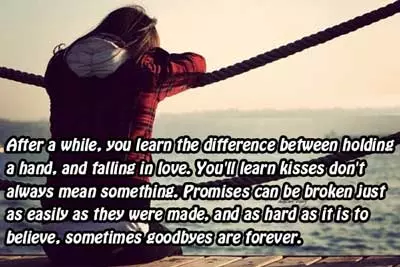 After a while, you learn the difference between holding
a hand, and falling in love. You'll learn kisses don't
always mean something. Promises can be broken just
as easily as they were made, and as hard as it is to
believe, sometimes goodbyes are forever.